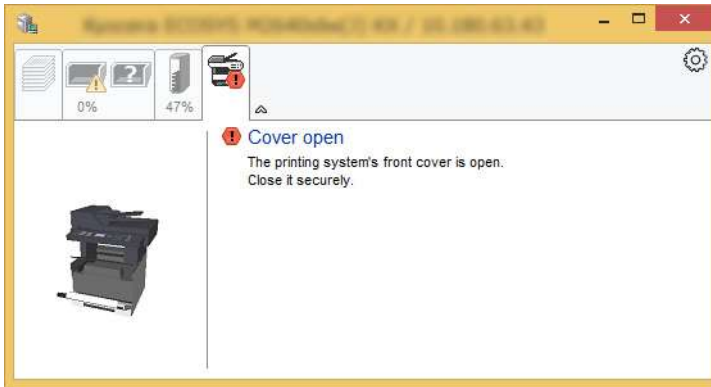 0%
47%
Cover open
The printing system's front cover is open.
Close it securely.